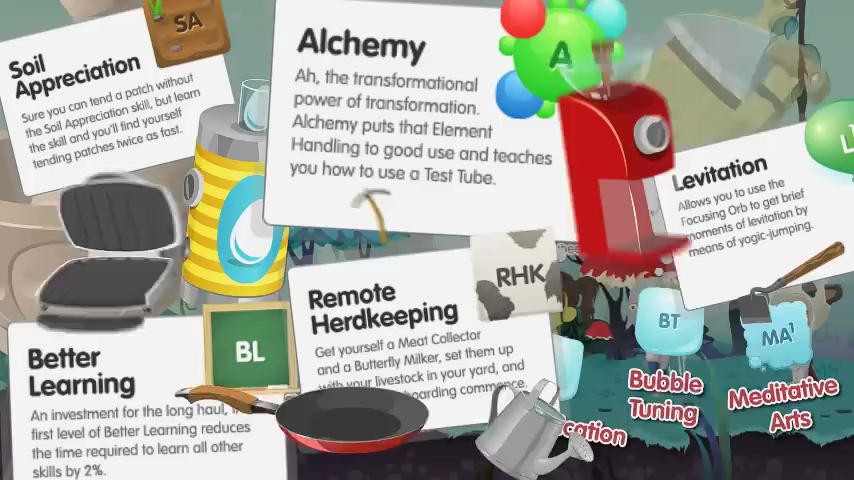 SA
Soil
Appreciation
Sure you can tend a patch without
the Soil Appreciation skill, but learn
the skill and you'll find yourself
tending patches twice as fast.
A
Alchemy
Ah, the transformational
power of transformation.
Alchemy puts that Element
Handling to good use and teaches
you how to use a Test Tube.
L
Levitation
Allows you to use the
Focusing Orb to get brief
moments of levitation by
means of yogic-jumping.
RHK
Remote
Herdkeeping
Get yourself a Meat Collector
and a Butterfly Milker, set them up
with your livestock in your yard, and
hoarding commence.
BL
Better
Learning
An investment for the long haul,
first level of Better Learning reduces
the time required to learn all other
skills by 2%.
cation
BT
Bubble
Tuning
MA1
Meditative
Arts